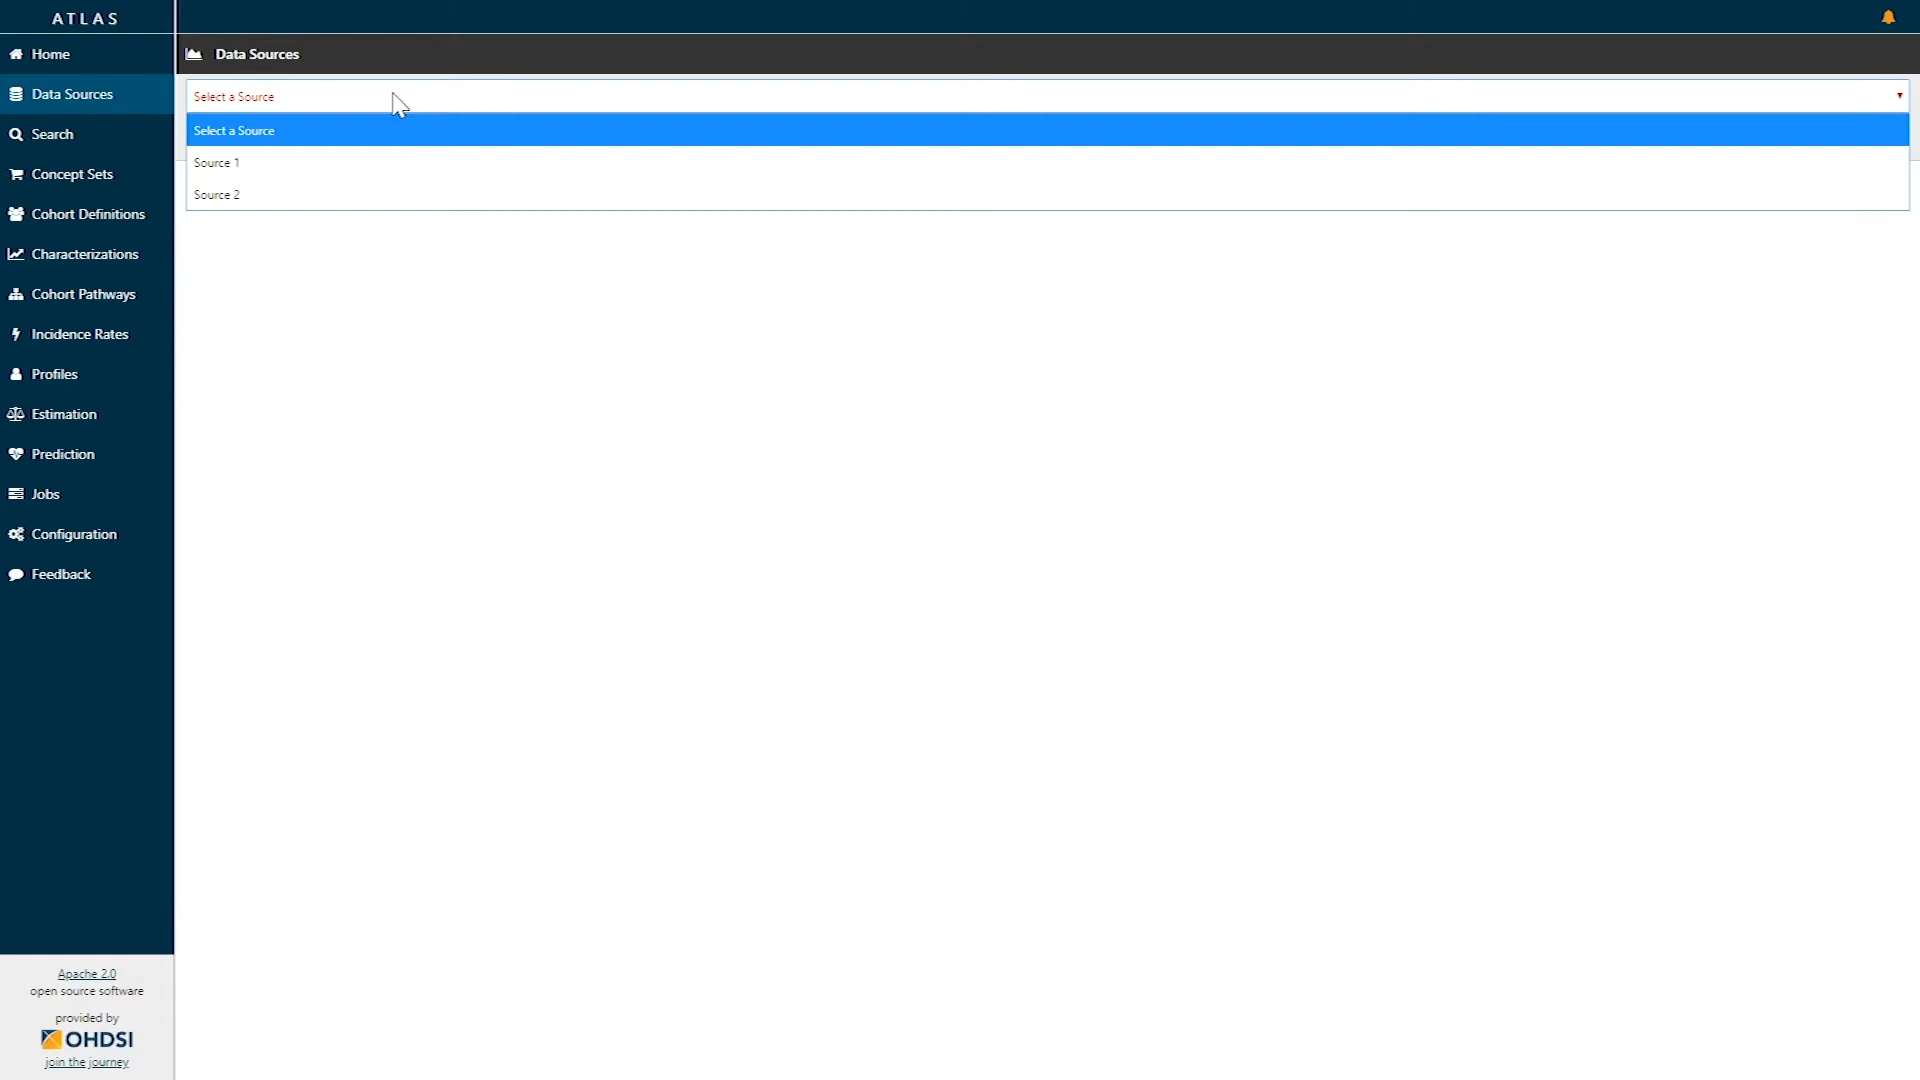 ATLAS
Home
Data Sources
Search
Concept Sets
Cohort Definitions
Characterizations
Cohort Pathways
Incidence Rates
Profiles
Estimation
Prediction
Jobs
Configuration
Feedback
Apache 2.0
open source software
provided by
OHDSI
join the journey
Data Sources
Select a Source
Select a Source
Source 1
Source 2